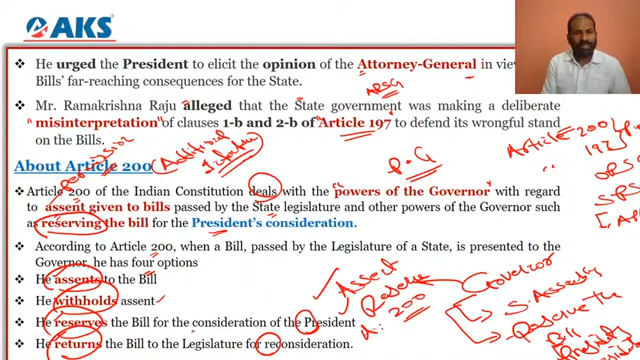 AKS
❖ He urged the President to elicit the opinion of the Attorney-General in view
Bills' far-reaching consequences for the State.
APSG
❖ Mr. Ramakrishna Raju alleged that the State government was making a deliberate
"misinterpretation" of clauses 1-b and 2-b of "Article 197" to defend its wrongful stand
on the Bills.
About Article 200
P.G
Article 200
197
Article 200 of the Indian Constitution deals with the powers of the Governor with regard
to assent given to bills passed by the State legislature and other powers of the Governor such
as reserving the bill for the President's consideration.
❖ According to Article 200, when a Bill, passed by the Legislature of a State, is presented to the
Governor, he has four options
❖ He assents to the Bill
❖ He withholds assent
❖ He reserves the Bill for the consideration of the President
❖ He returns the Bill to the Legislature for reconsideration.
Assent
Reserve
200
Governor
S. Assembly
Reserve the
Bill